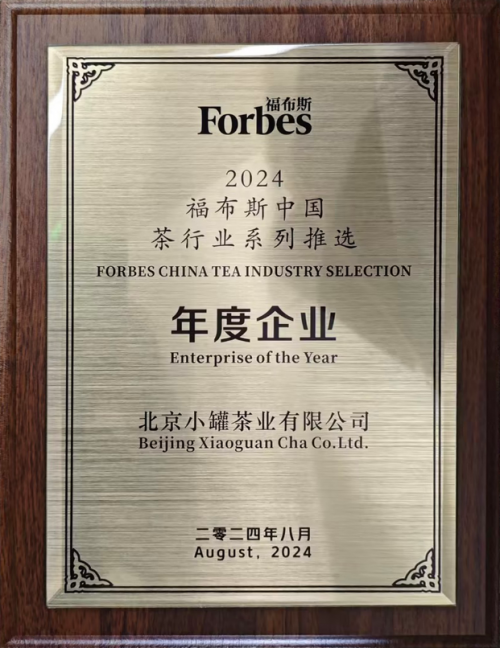 福布斯
Forbes
2024
福布斯中国
茶行业系列推选
FORBES CHINA TEA INDUSTRY SELECTION
年度企业
Enterprise of the Year
北京小罐茶业有限公司
Beijing Xiaoguan Cha Co.Ltd.
二零二四年八月
August, 2024